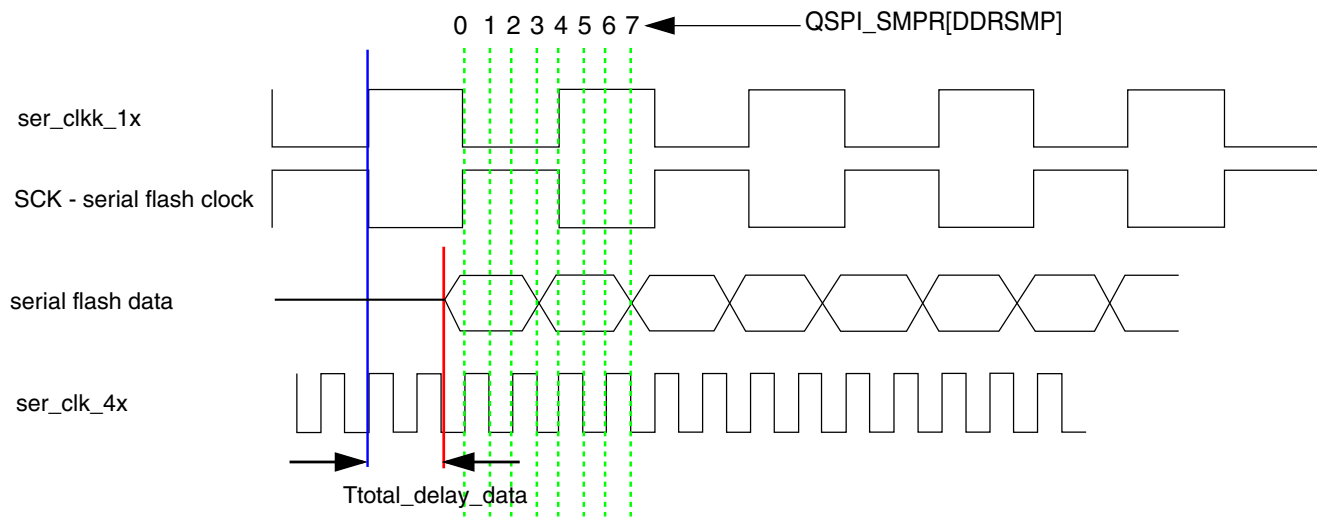 0 1 2 3 4 5 6 7 QSPI_SMPR[DDRSMP]
ser_clkk_1x
SCK - serial flash clock
serial flash data
ser_clk_4x
Ttotal_delay_data